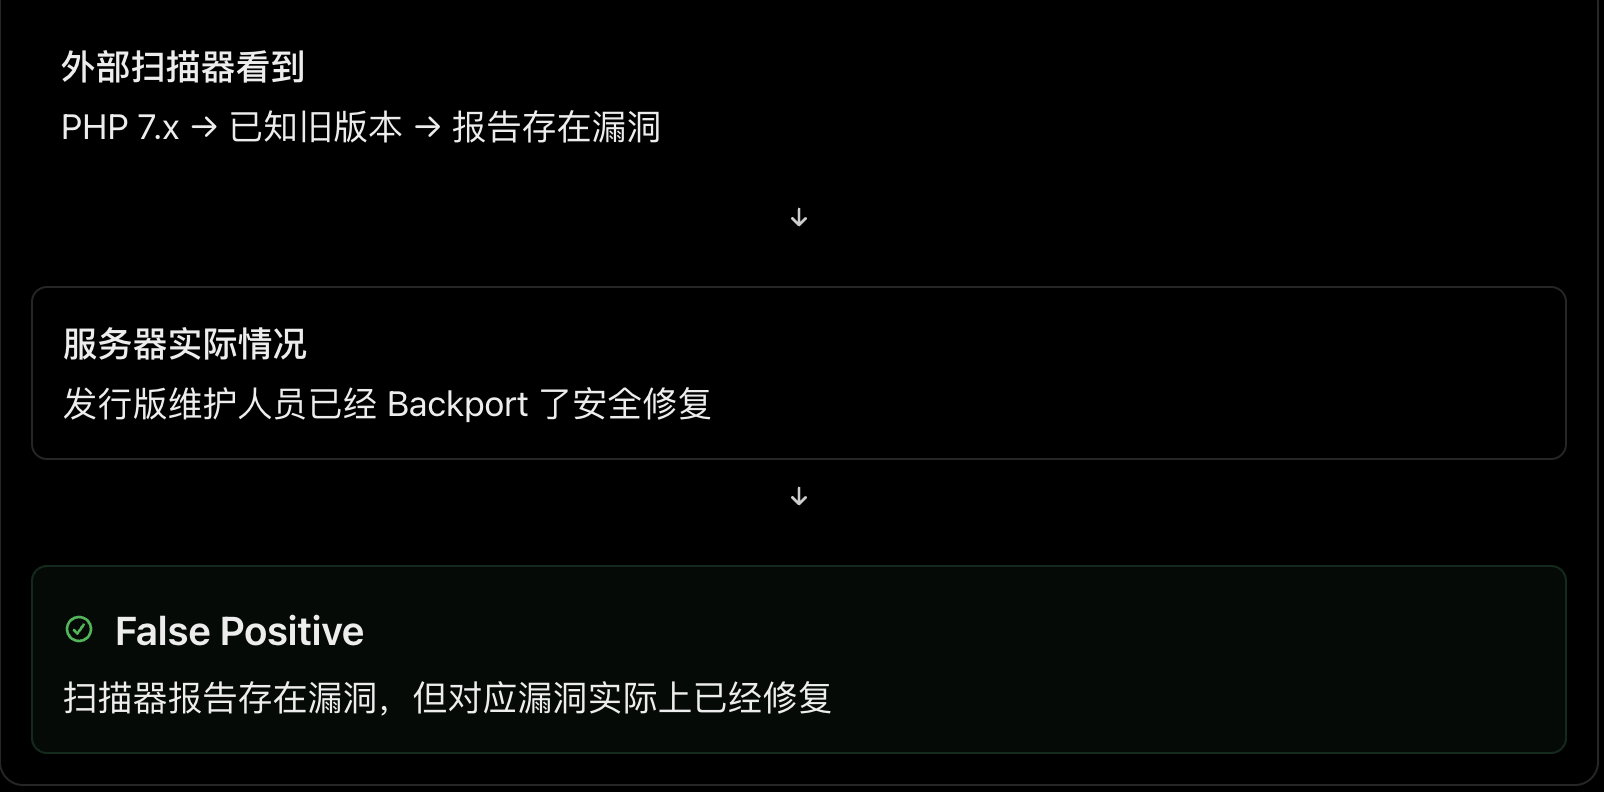 外部扫描器看到
PHP 7.x → 已知旧版本 → 报告存在漏洞
↓
服务器实际情况
发行版维护人员已经 Backport 了安全修复
↓
False Positive
扫描器报告存在漏洞，但对应漏洞实际上已经修复